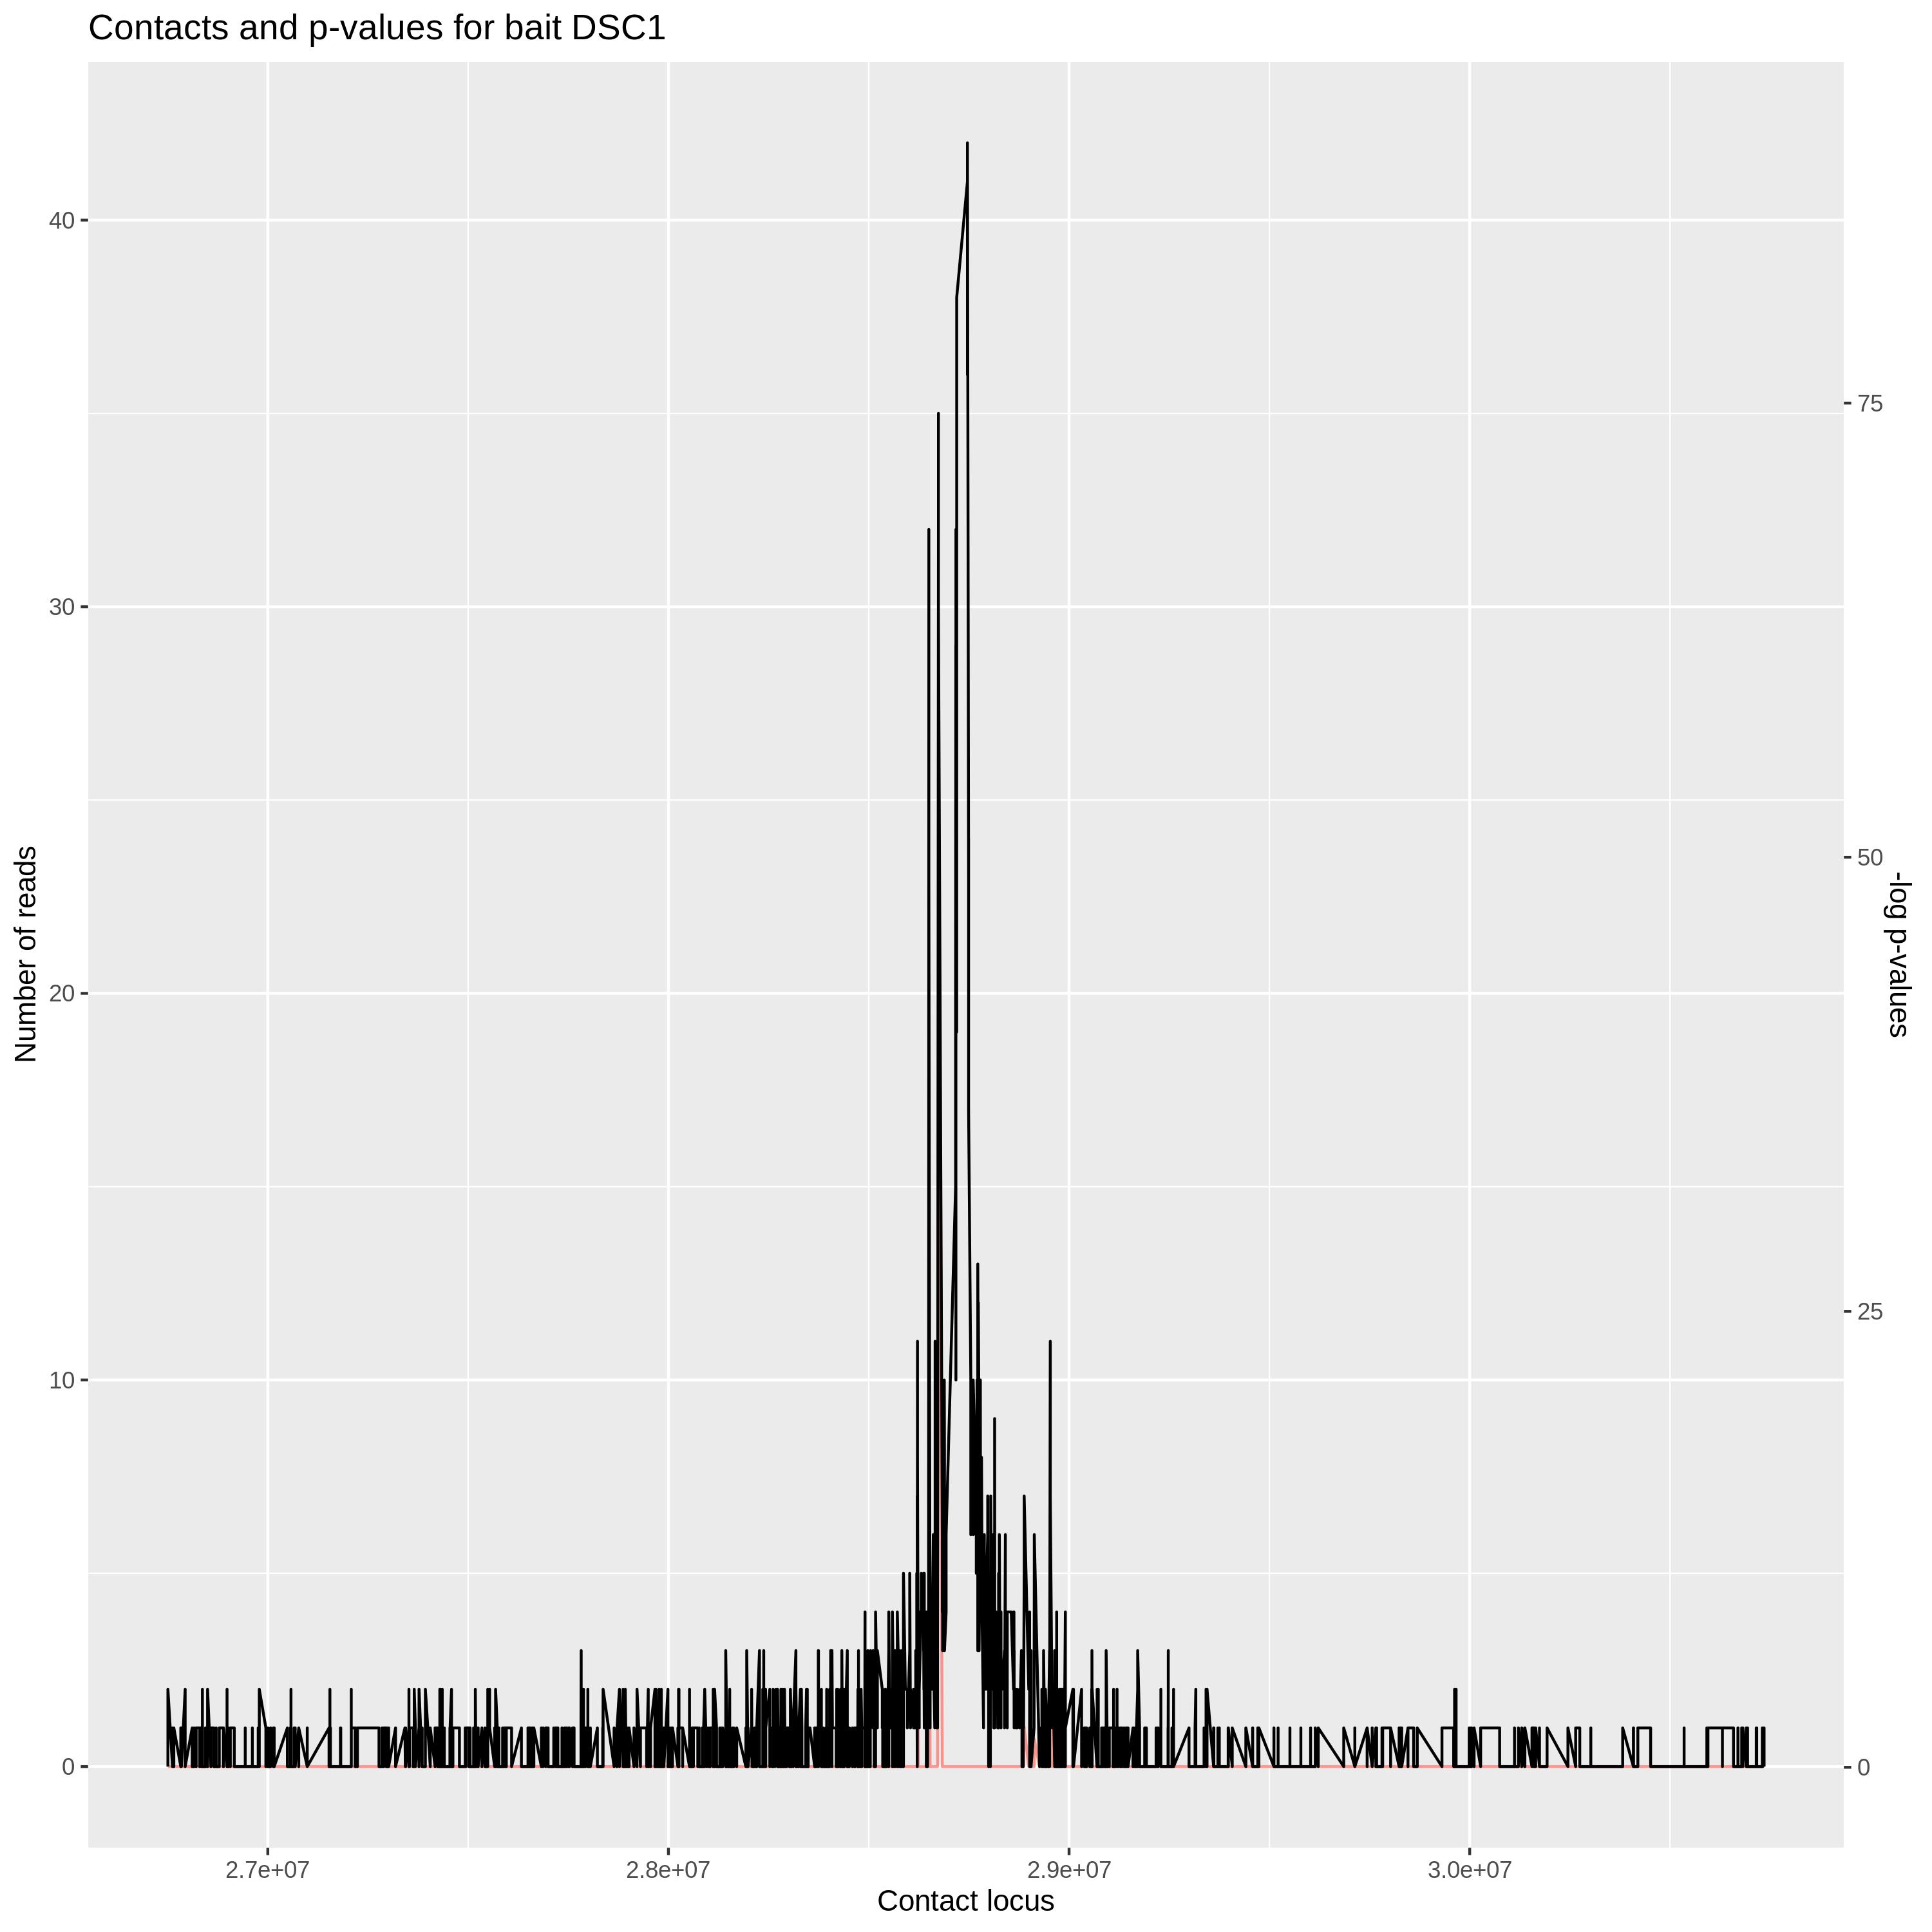 Contacts and p-values for bait DSC1
40
30
20
10
0
Number of reads
75
50
25
0
-log p-values
2.7e+07
2.8e+07
2.9e+07
3.0e+07
Contact locus